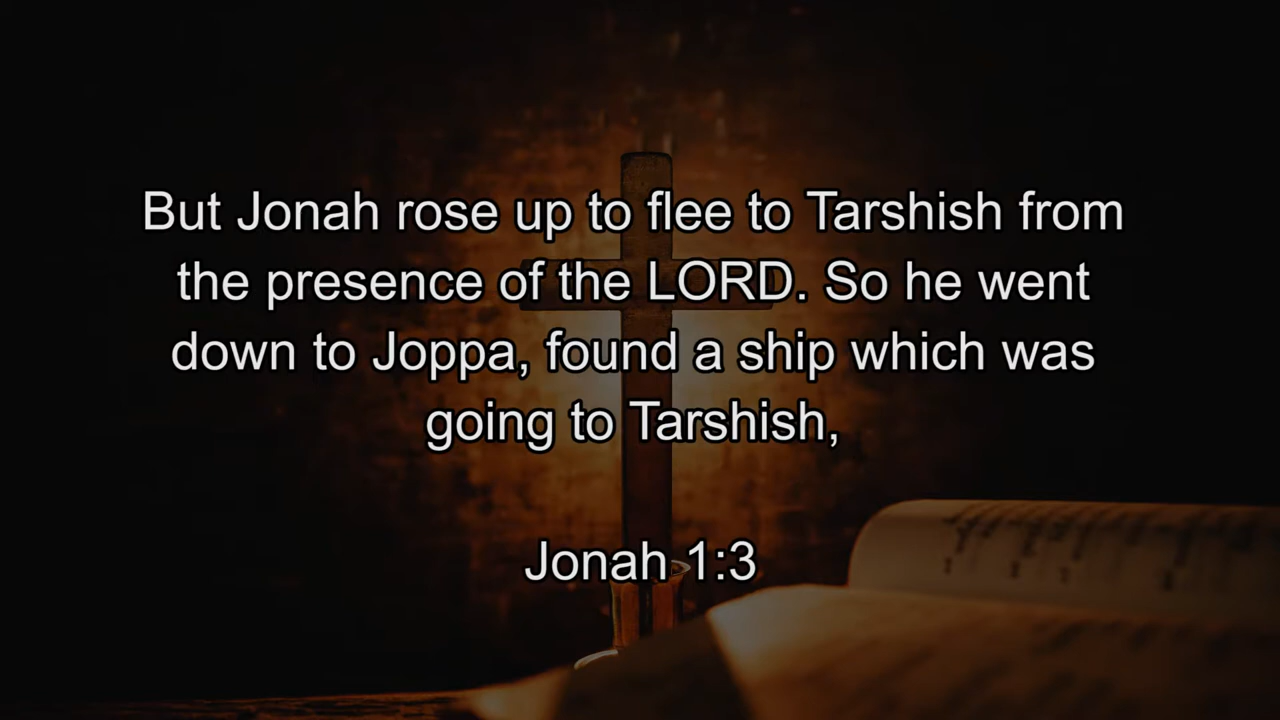 But Jonah rose up to flee to Tarshish from
the presence of the LORD. So he went
down to Joppa, found a ship which was
going to Tarshish,
Jonah 1:3